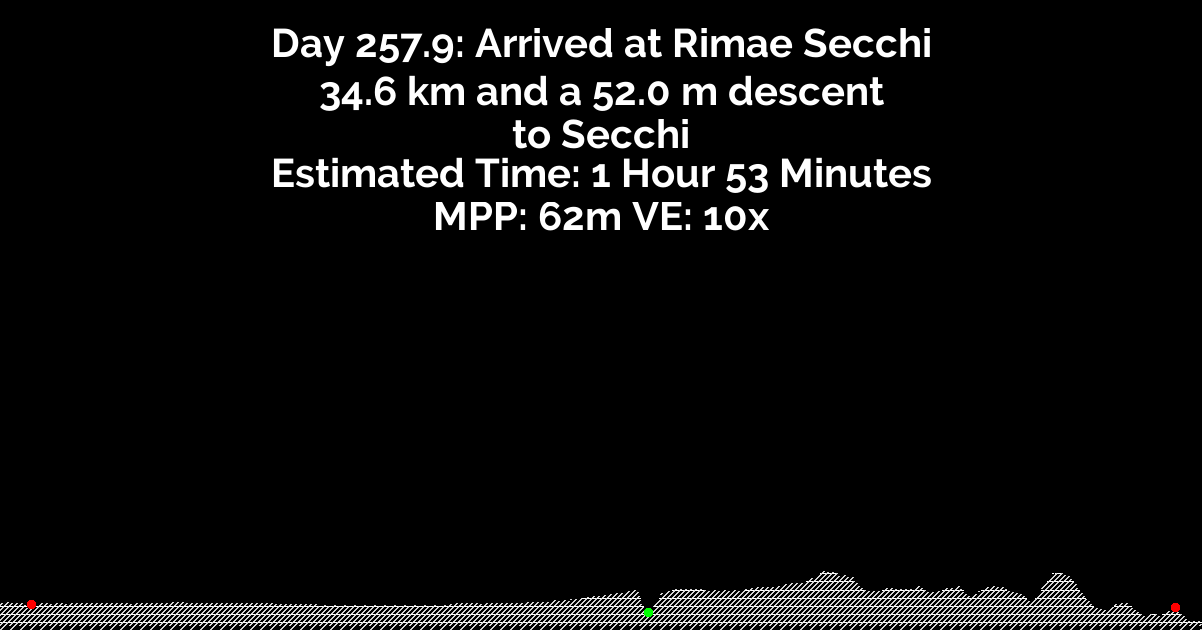 Day 257.9: Arrived at Rimae Secchi
34.6 km and a 52.0 m descent
to Secchi
Estimated Time: 1 Hour 53 Minutes
MPP: 62m VE: 10x